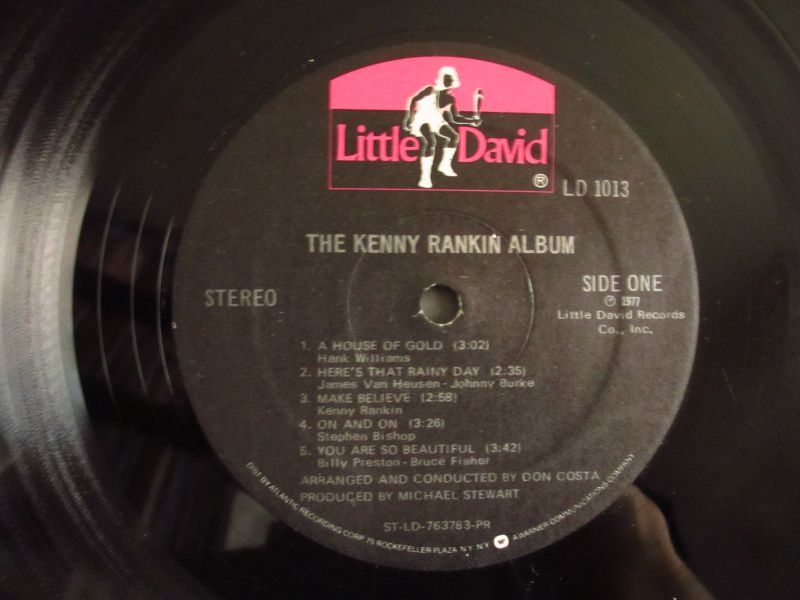 Little David ®
LD 1013
THE KENNY RANKIN ALBUM
STEREO
SIDE ONE
℗ 1977
Little David Records
Co., Inc.
1. A HOUSE OF GOLD (3:02)
Hank Williams
2. HERE'S THAT RAINY DAY (2:35)
James Van Heusen - Johnny Burke
3. MAKE BELIEVE (2:58)
Kenny Rankin
4. ON AND ON (3:26)
Stephen Bishop
5. YOU ARE SO BEAUTIFUL (3:42)
Billy Preston - Bruce Fisher
ARRANGED AND CONDUCTED BY DON COSTA
PRODUCED BY MICHAEL STEWART
ST-LD-763783-PR
DIST BY ATLANTIC RECORDING CORP 75 ROCKEFELLER PLAZA N.Y. N.Y. W A WARNER COMMUNICATIONS COMPANY